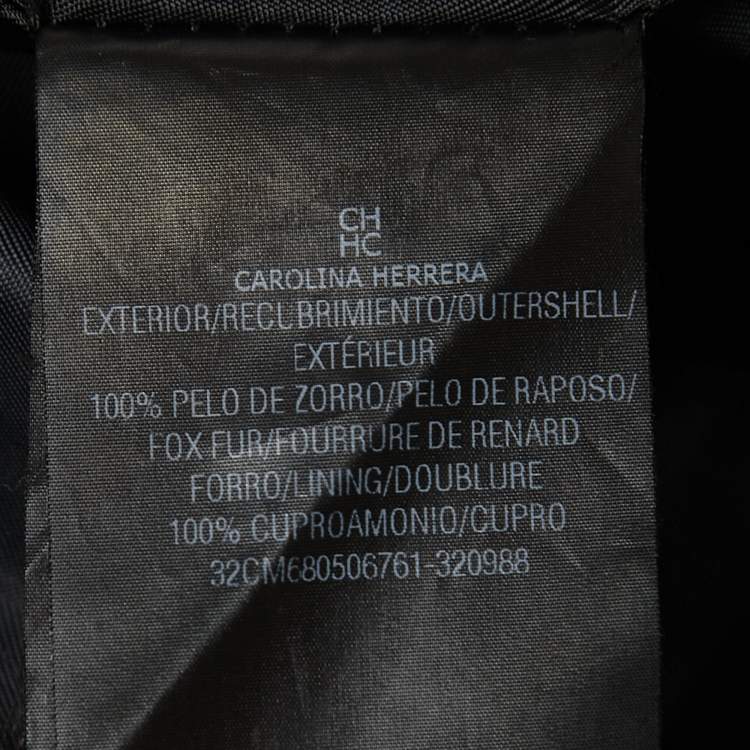 CH
HC
CAROLINA HERRERA
EXTERIOR/RECUBRIMIENTO/OUTERSHELL/
EXTÉRIEUR
100% PELO DE ZORRO/PELO DE RAPOSO/
FOX FUR/FOURRURE DE RENARD
FORRO/LINING/DOUBLURE
100% CUPROAMONIO/CUPRO
32CM680506761-320988